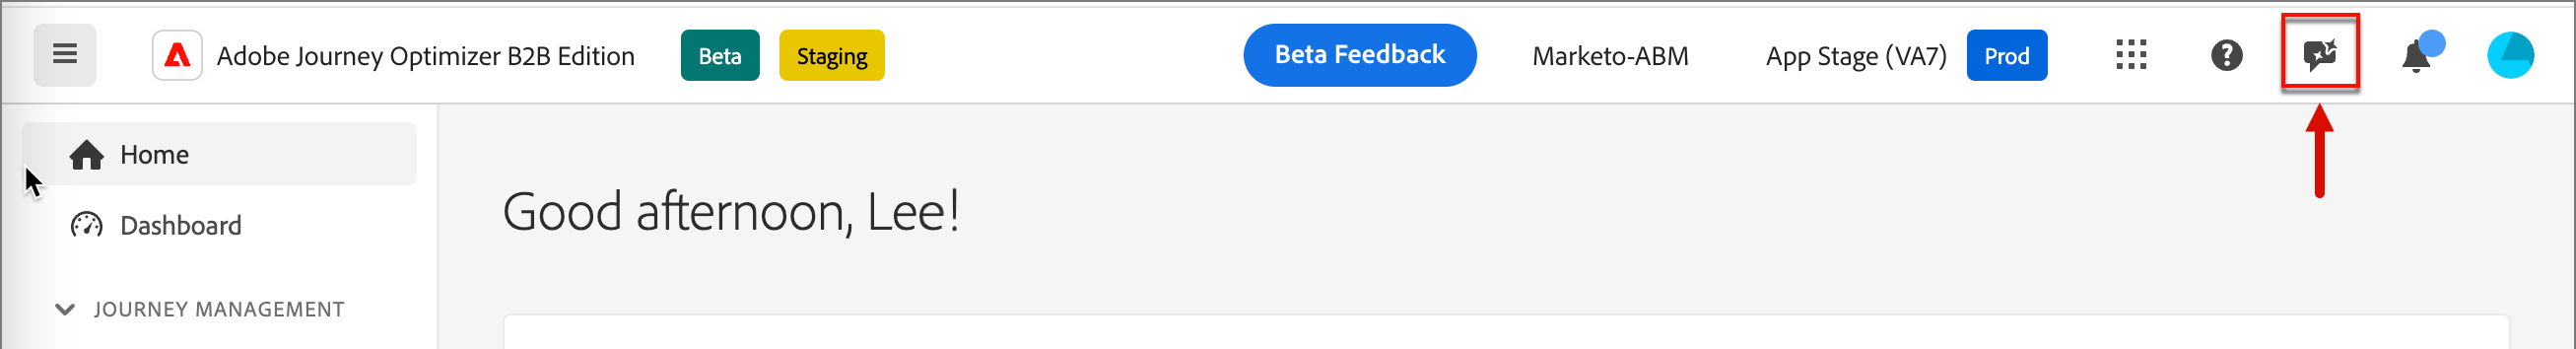 Adobe Journey Optimizer B2B Edition Beta Staging Beta Feedback Marketo-ABM App Stage (VA7) Prod
Home
Good afternoon, Lee!
Dashboard
JOURNEY MANAGEMENT